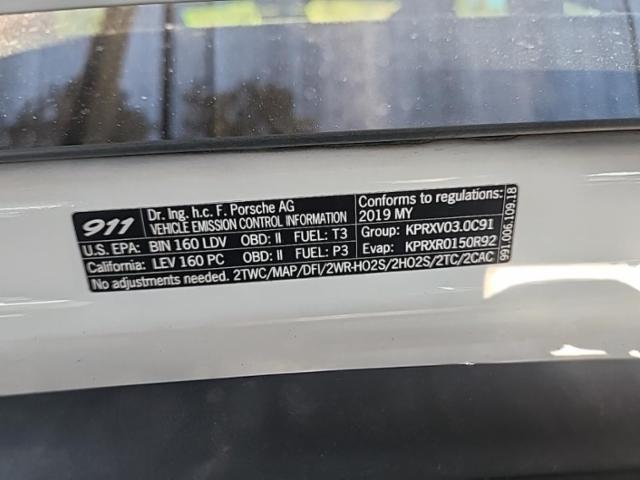 911
Dr. Ing. h.c. F. Porsche AG
VEHICLE EMISSION CONTROL INFORMATION
Conforms to regulations:
2019 MY
U.S. EPA: BIN 160 LDV OBD: II FUEL: T3
Group: KPRXV03.0C91
California: LEV 160 PC OBD: II FUEL: P3
Evap: KPRXR0150R92
No adjustments needed. 2TWC/MAP/DFI/2WR-HO2S/2HO2S/2TC/2CAC
991.006.109.18